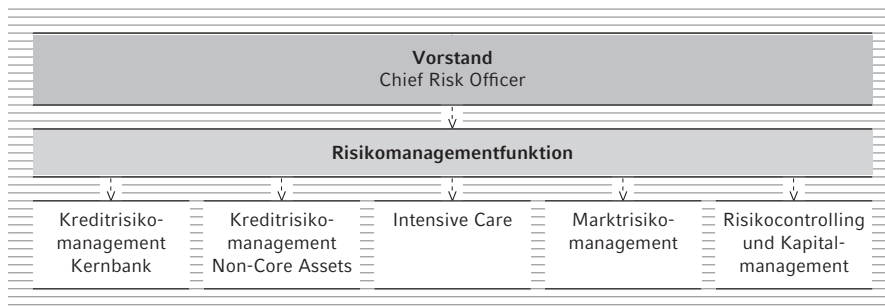 Vorstand
Chief Risk Officer
Risikomanagementfunktion
Kreditrisiko-
management
Kernbank
Kreditrisiko-
management
Non-Core Assets
Intensive Care
Marktrisiko-
management
Risikocontrolling
und Kapital-
management